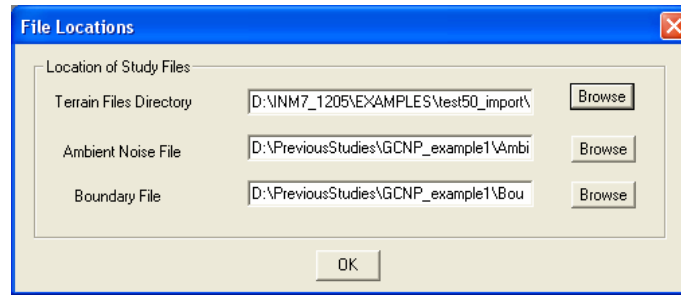 File Locations
Location of Study Files
Terrain Files Directory D:\INM7_1205\EXAMPLES\test50_import\ Browse
Ambient Noise File D:\PreviousStudies\GCNP_example1\Ambi Browse
Boundary File D:\PreviousStudies\GCNP_example1\Bou Browse
OK